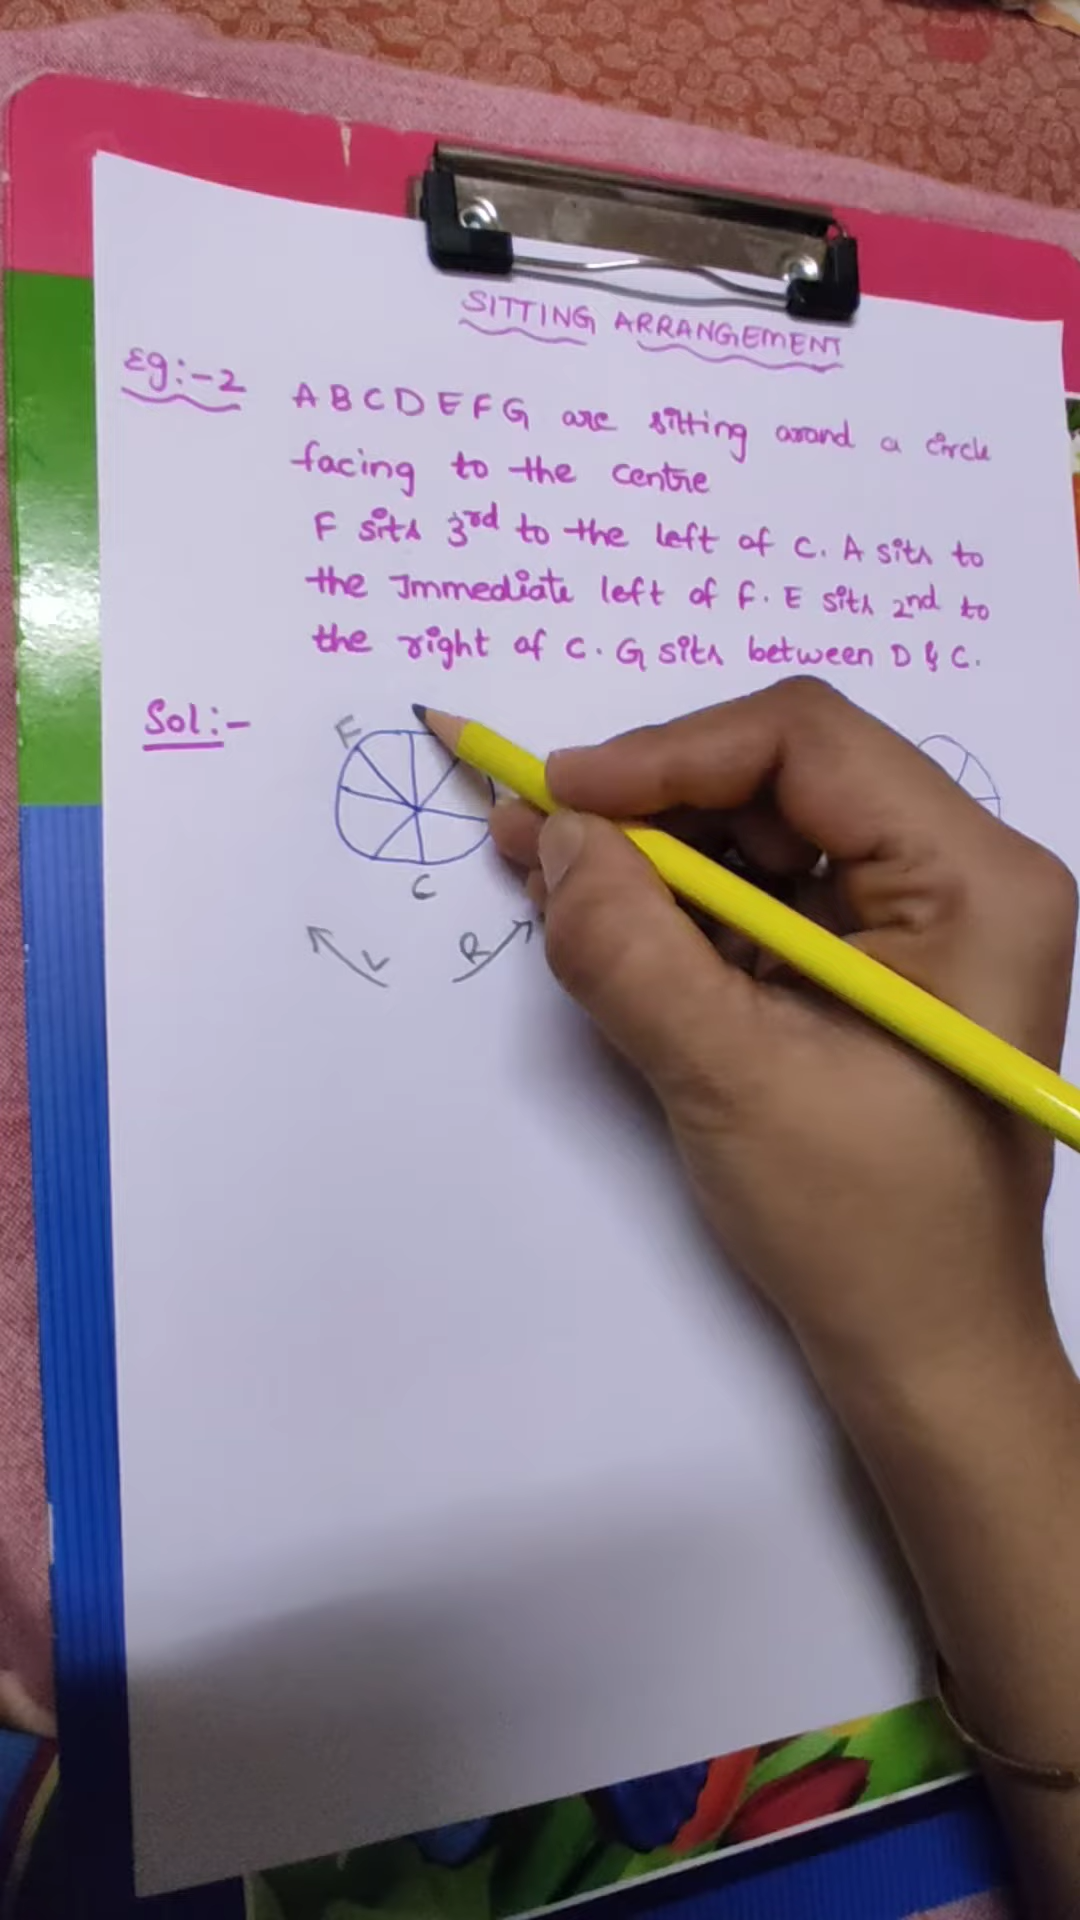 SITTING ARRANGEMENT
Eg:-2 A B C D E F G are sitting arond a circle
facing to the centre
F sits 3rd to the left of C. A sits to
the Immediate left of F. E sits 2nd to
the right of C. G sits between D & C.
Sol:-
F
C
L R